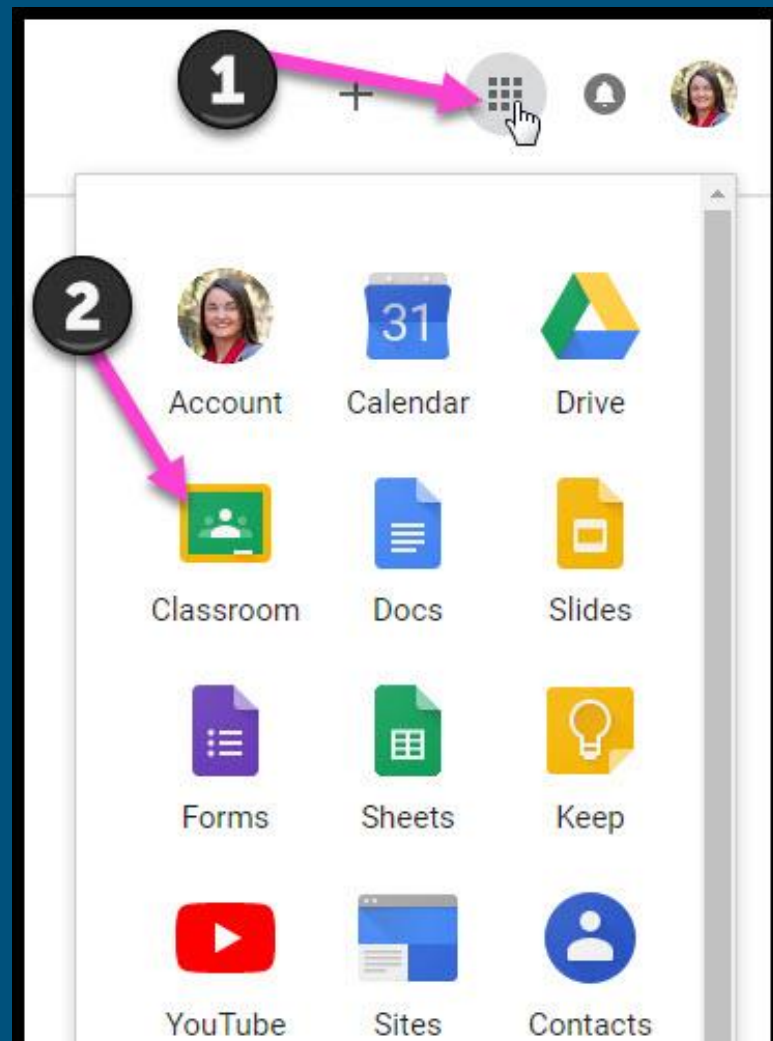 1
2
31
Account Calendar Drive
Classroom Docs Slides
Forms Sheets Keep
YouTube Sites Contacts